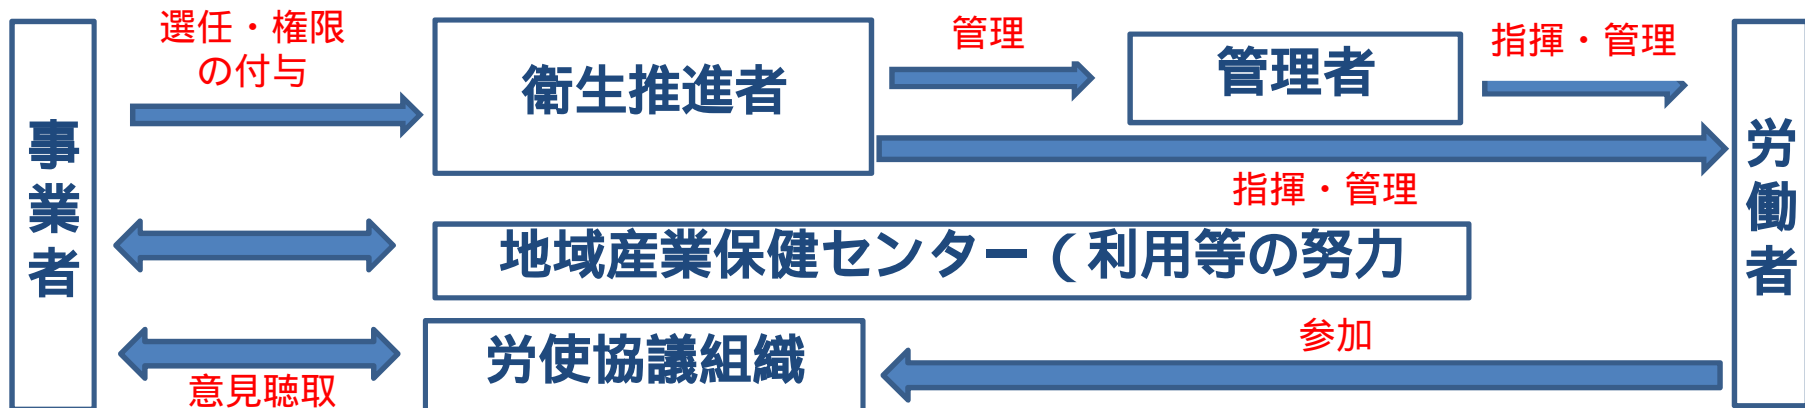 選任・権限
の付与
管理
指揮・管理
衛生推進者
管理者
事業者
労働者
指揮・管理
地域産業保健センター（利用等の努力
参加
労使協議組織
意見聴取